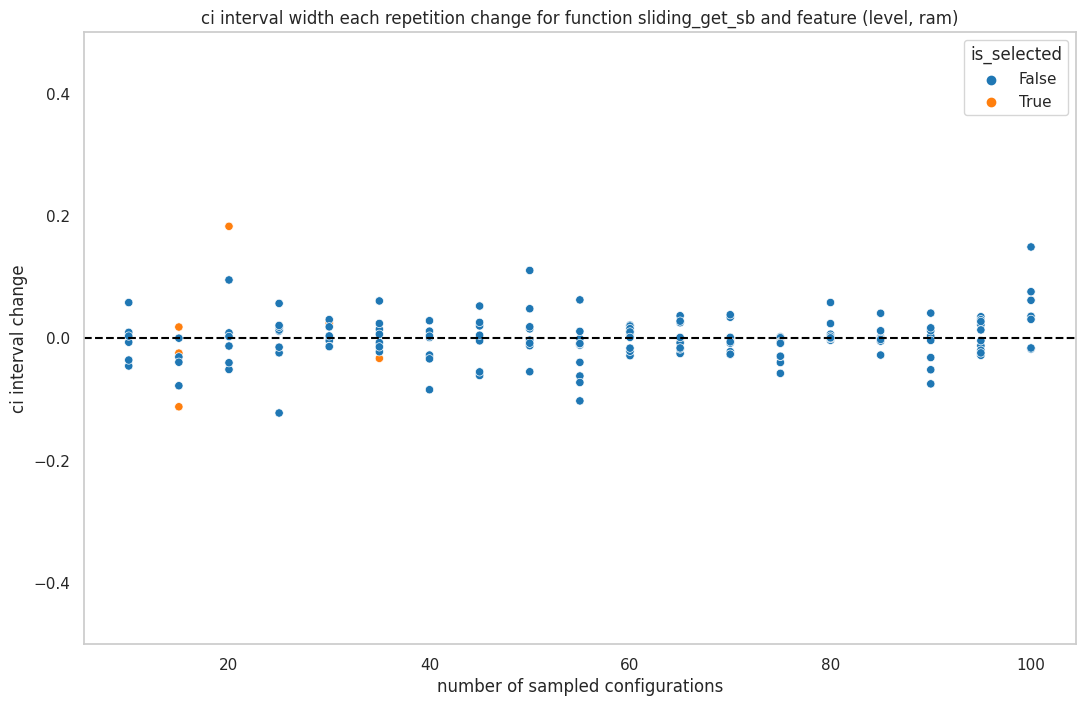 ci interval width each repetition change for function sliding_get_sb and feature (level, ram)
is_selected
False
True
ci interval change
0.4
0.2
0.0
−0.2
−0.4
20
40
60
80
100
number of sampled configurations